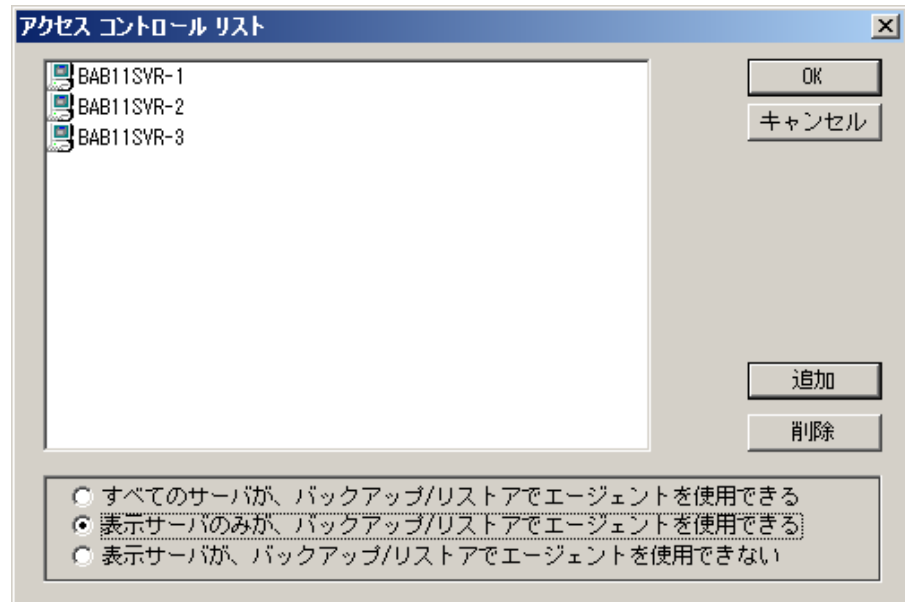 アクセス コントロール リスト
BAB11SVR-1
BAB11SVR-2
BAB11SVR-3
OK
キャンセル
追加
削除
すべてのサーバが、バックアップ/リストアでエージェントを使用できる
表示サーバのみが、バックアップ/リストアでエージェントを使用できる
表示サーバが、バックアップ/リストアでエージェントを使用できない